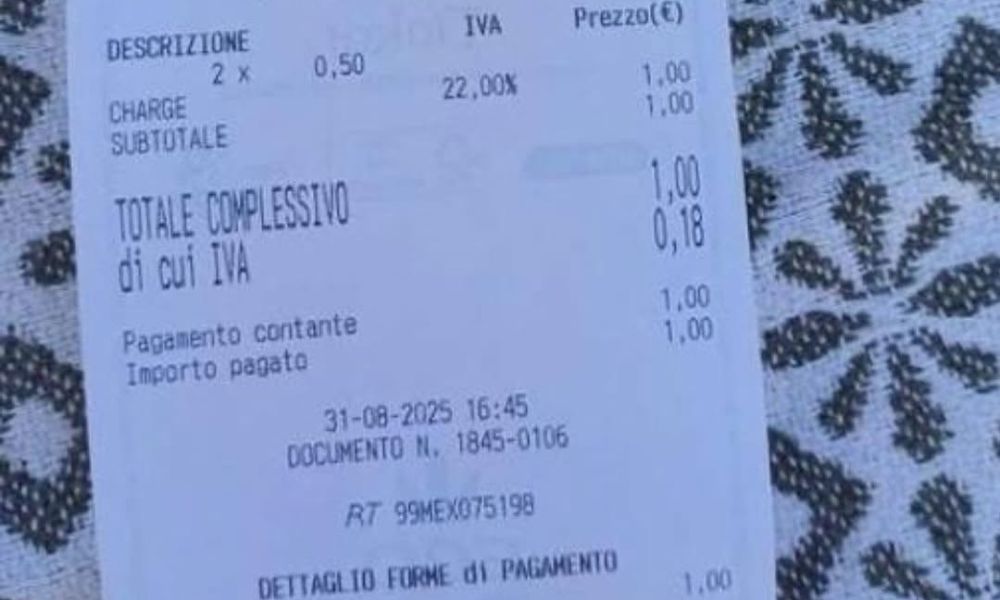 DESCRIZIONE IVA Prezzo(€)
2 x 0,50
CHARGE 22,00% 1,00
SUBTOTALE 1,00
TOTALE COMPLESSIVO 1,00
di cui IVA 0,18
Pagamento contante 1,00
Importo pagato 1,00
31-08-2025 16:45
DOCUMENTO N. 1845-0106
RT 99MEX075198
DETTAGLIO FORME di PAGAMENTO
1,00